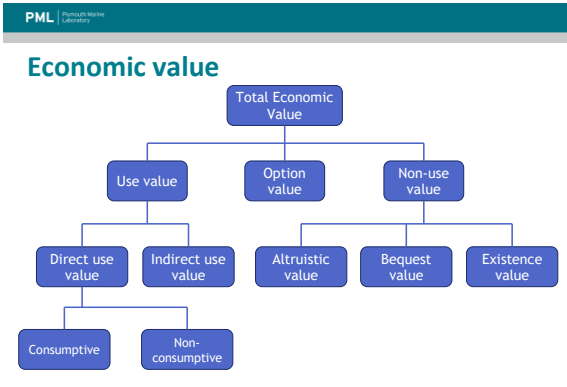 PML Plymouth Marine
Laboratory
Economic value
Total Economic
Value
Use value
Option
value
Non-use
value
Direct use
value
Indirect use
value
Altruistic
value
Bequest
value
Existence
value
Consumptive
Non-
consumptive